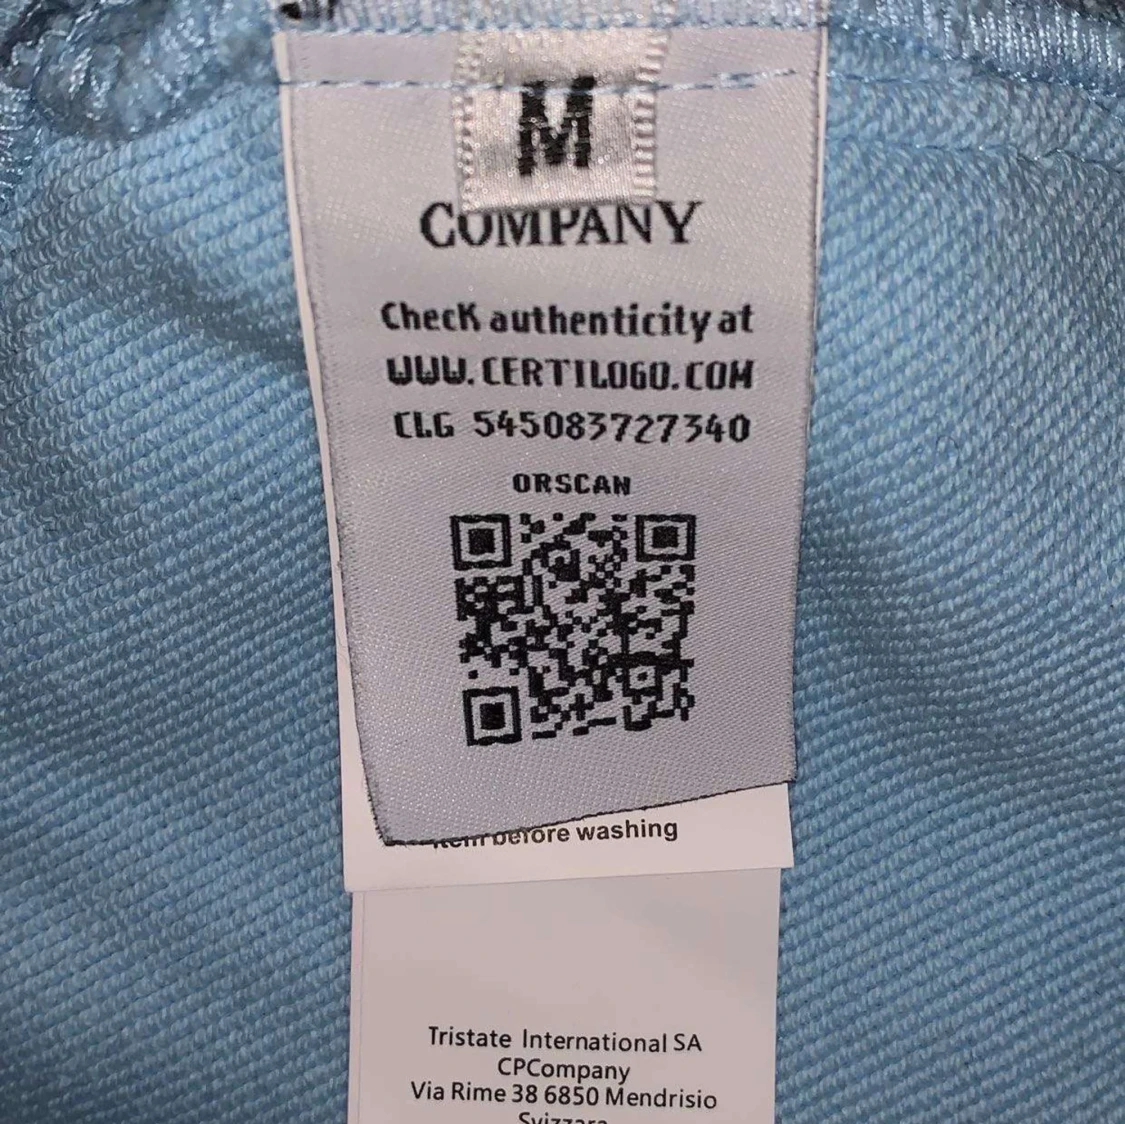 M
COMPANY
Check authenticity at
WWW.CERTILOGO.COM
CLG 545083727340
ORSCAN
before washing
Tristate International SA
CPCompany
Via Rime 38 6850 Mendrisio
Svizzera